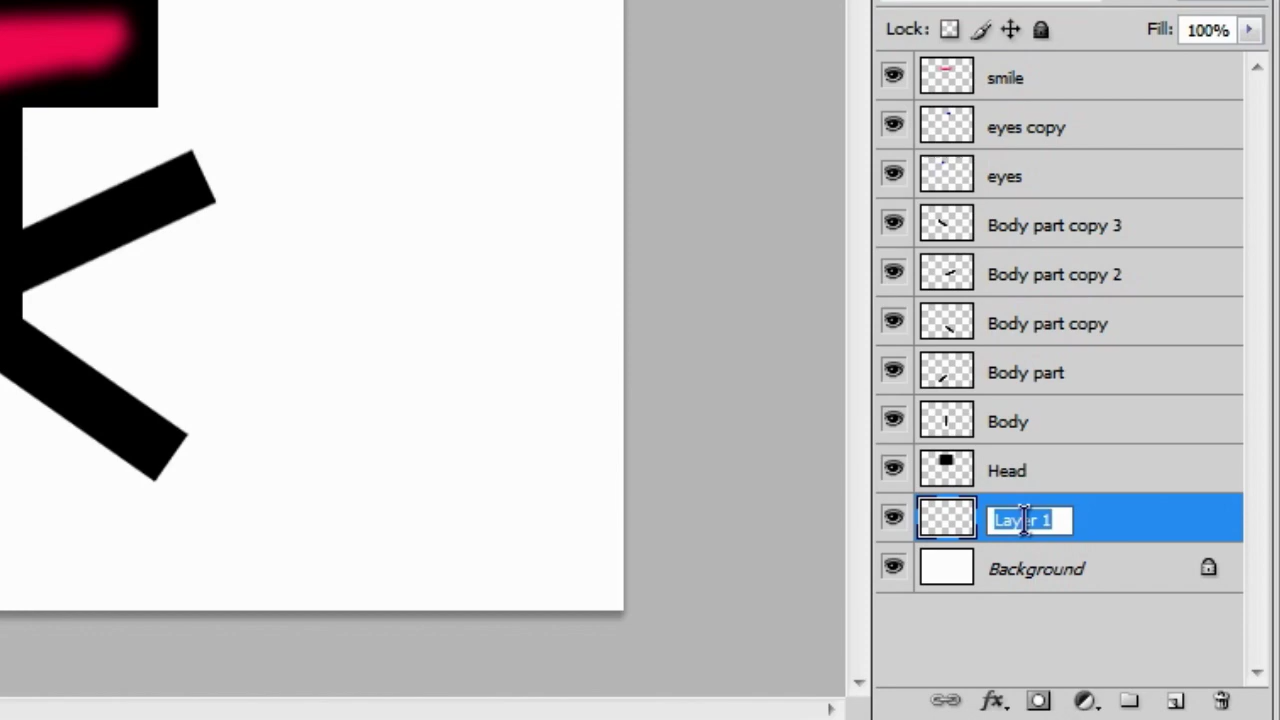 Lock: Fill: 100%
smile
eyes copy
eyes
Body part copy 3
Body part copy 2
Body part copy
Body part
Body
Head
Layer 1
Background
fx